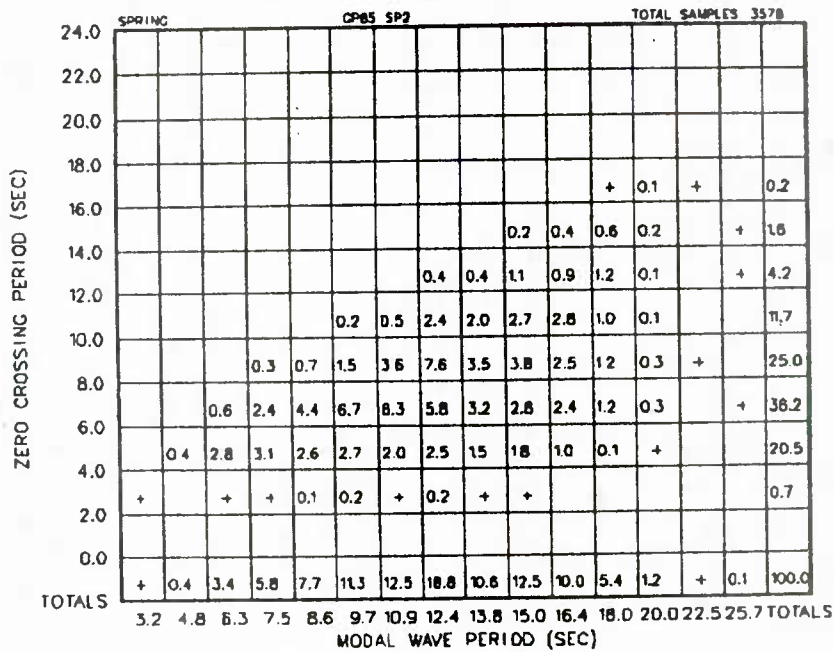 SPRING GP85 SP2 TOTAL SAMPLES 3578
24.0
22.0
20.0
18.0
+ 0.1 + 0.2
16.0
0.2 0.4 0.6 0.2 + 1.6
14.0
0.4 0.4 1.1 0.9 1.2 0.1 + 4.2
12.0
0.2 0.5 2.4 2.0 2.7 2.8 1.0 0.1 11.7
10.0
0.3 0.7 1.5 3.6 7.6 3.5 3.8 2.5 1.2 0.3 + 25.0
8.0
0.6 2.4 4.4 6.7 6.3 5.8 3.2 2.8 2.4 1.2 0.3 + 36.2
6.0
0.4 2.8 3.1 2.6 2.7 2.0 2.5 1.5 1.8 1.0 0.1 + 20.5
4.0
+ + + 0.1 0.2 + 0.2 + + 0.7
2.0
0.0
+ 0.4 3.4 5.8 7.7 11.3 12.5 18.8 10.6 12.5 10.0 5.4 1.2 + 0.1 100.0
TOTALS
3.2 4.8 6.3 7.5 8.6 9.7 10.9 12.4 13.8 15.0 16.4 18.0 20.0 22.5 25.7 TOTALS
MODAL WAVE PERIOD (SEC)
ZERO CROSSING PERIOD (SEC)